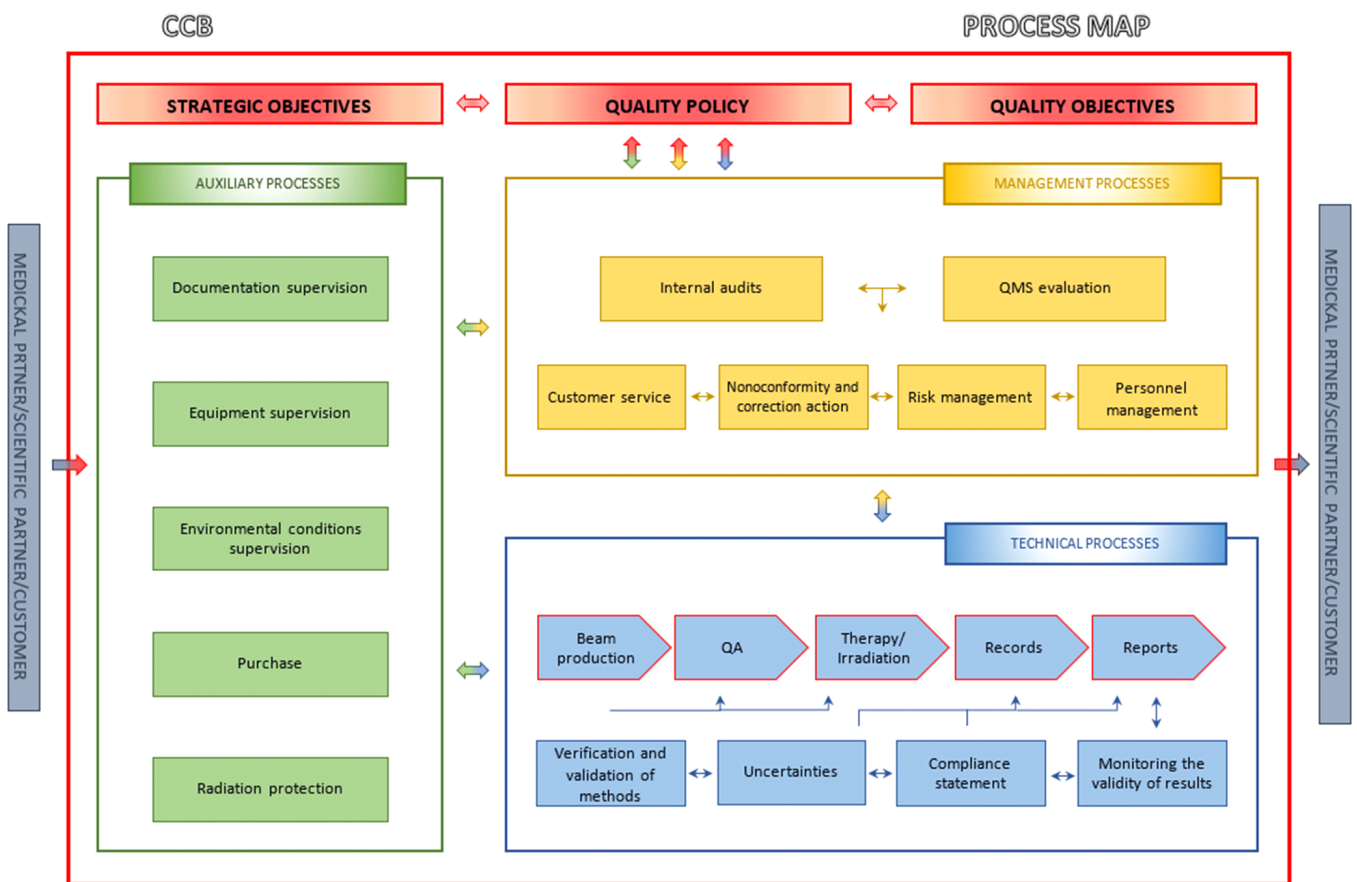 CCB
PROCESS MAP
STRATEGIC OBJECTIVES
QUALITY POLICY
QUALITY OBJECTIVES
MEDICKAL PRTNER/SCIENTIFIC PARTNER/CUSTOMER
AUXILIARY PROCESSES
Documentation supervision
Equipment supervision
Environmental conditions
supervision
Purchase
Radiation protection
MANAGEMENT PROCESSES
Internal audits
QMS evaluation
Customer service
Nonoconformity and
correction action
Risk management
Personnel
management
TECHNICAL PROCESSES
Beam
production
QA
Therapy/
Irradiation
Records
Reports
Verification and
validation of
methods
Uncertainties
Compliance
statement
Monitoring the
validity of results
MEDICKAL PRTNER/SCIENTIFIC PARTNER/CUSTOMER